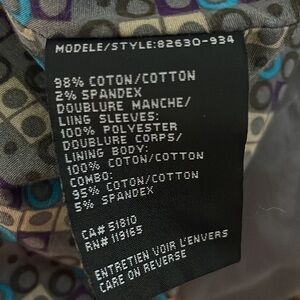 MODELE/STYLE:82630-934
98% COTON/COTTON
2% SPANDEX
DOUBLURE MANCHE/
LIING SLEEVES:
100% POLYESTER
DOUBLURE CORPS/
LINING BODY:
100% COTON/COTTON
COMBO:
95% COTON/COTTON
5% SPANDEX
CA# 51810
RN# 119165
ENTRETIEN VOIR L'ENVERS
CARE ON REVERSE